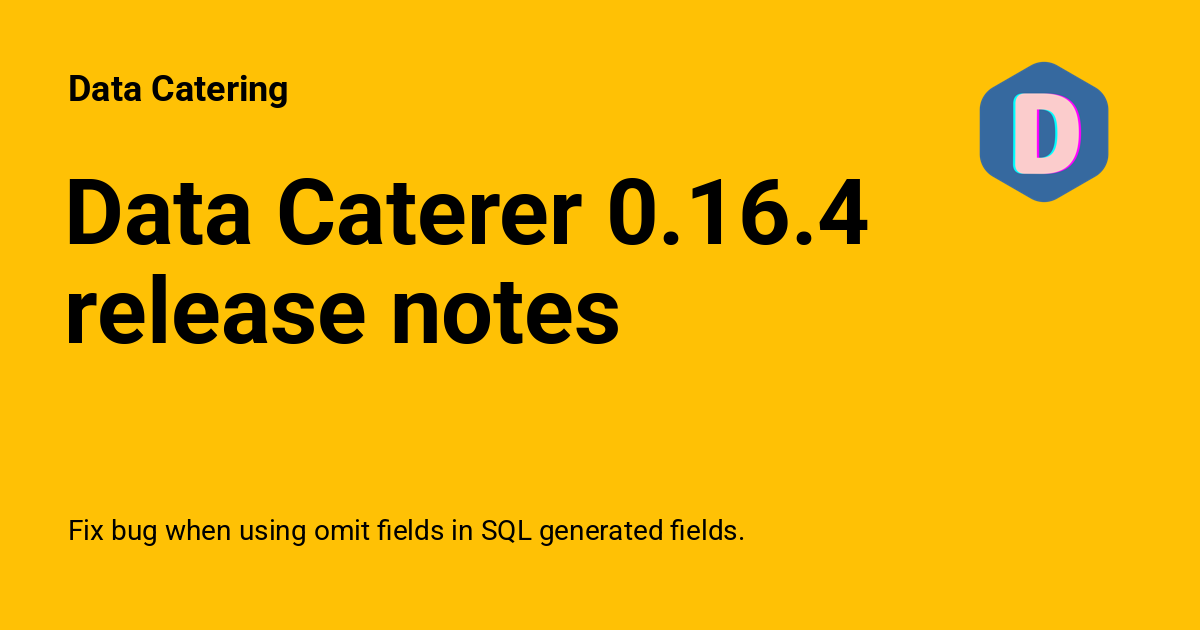 Data Catering
D
Data Caterer 0.16.4
release notes
Fix bug when using omit fields in SQL generated fields.